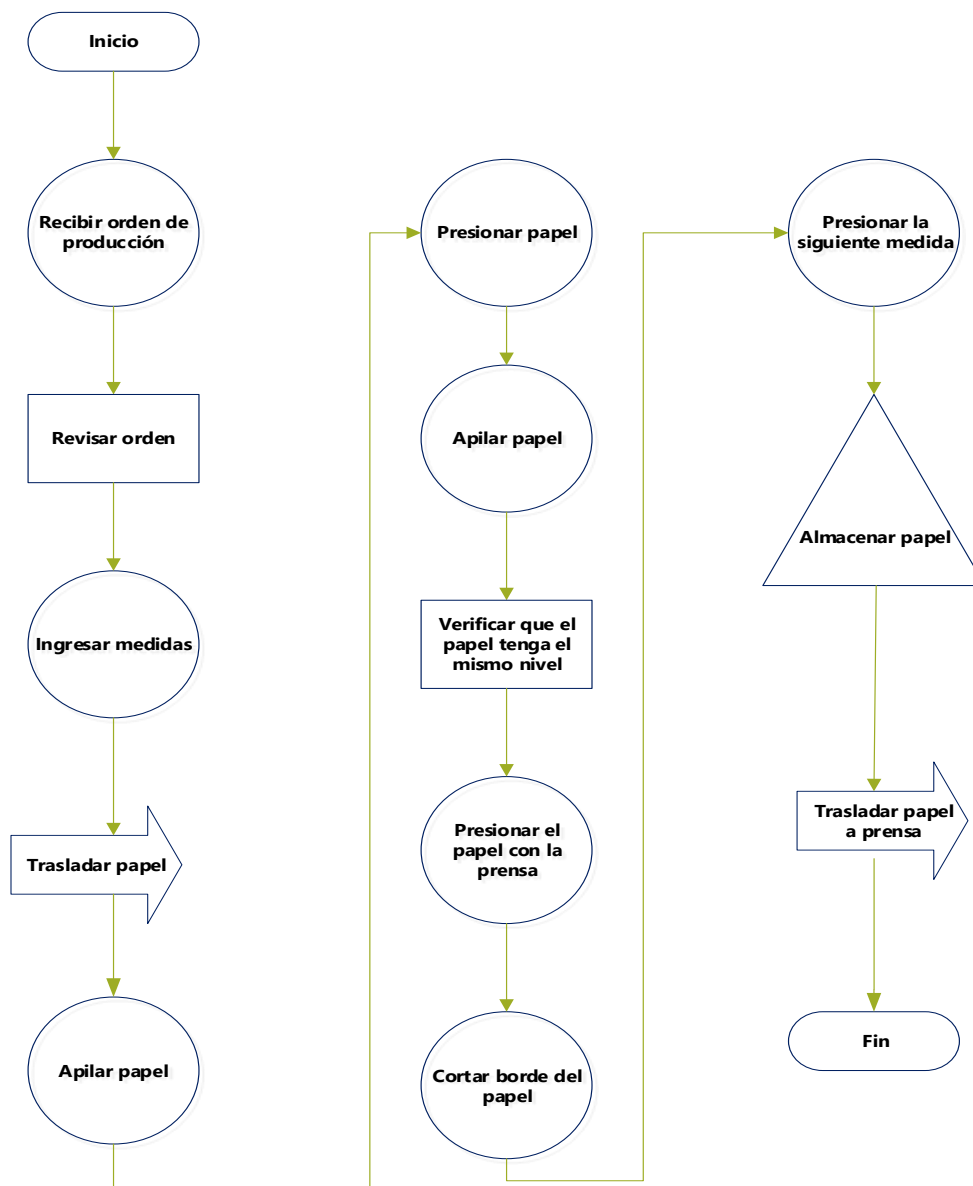 Inicio
Recibir orden de
producción
Revisar orden
Ingresar medidas
Trasladar papel
Apilar papel
Presionar papel
Apilar papel
Verificar que el
papel tenga el
mismo nivel
Presionar el
papel con la
prensa
Cortar borde del
papel
Presionar la
siguiente medida
Almacenar papel
Trasladar papel
a prensa
Fin